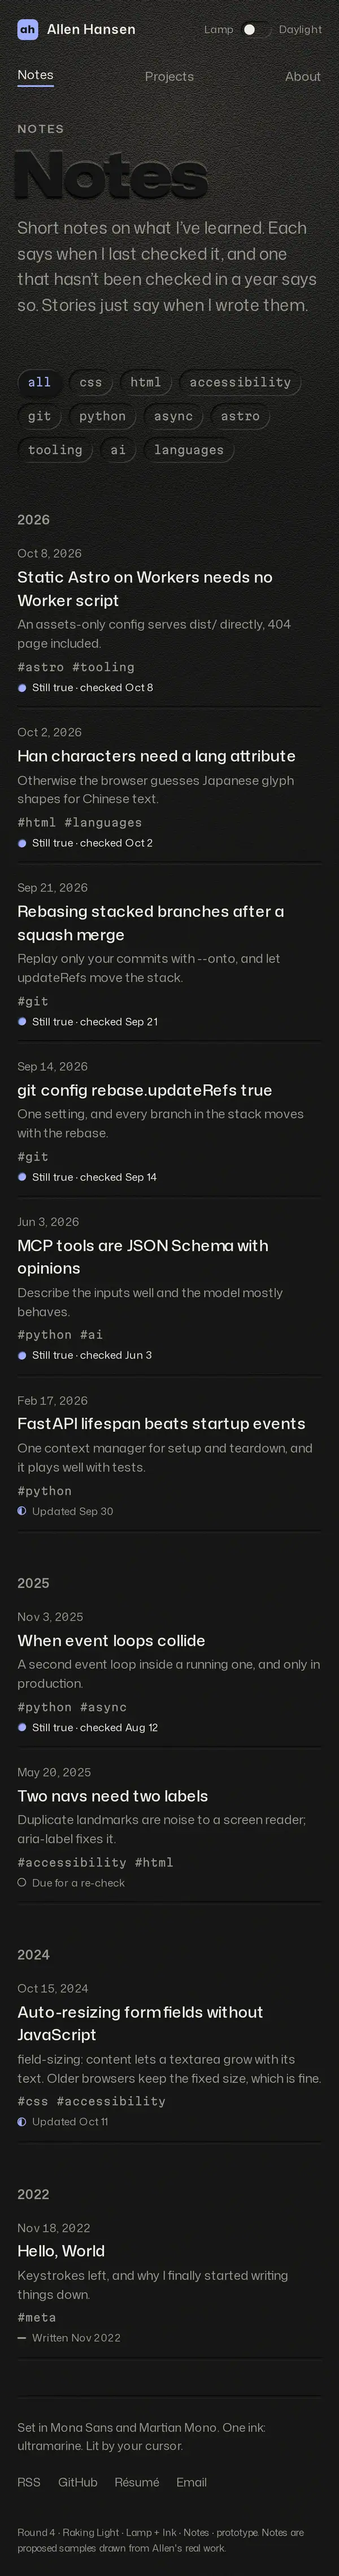 ah Allen Hansen Lamp Daylight
Notes Projects About
NOTES
Notes
Short notes on what I've learned. Each
says when I last checked it, and one
that hasn't been checked in a year says
so. Stories just say when I wrote them.
all css html accessibility
git python async astro
tooling ai languages
2026
Oct 8, 2026
Static Astro on Workers needs no
Worker script
An assets-only config serves dist/ directly, 404
page included.
#astro #tooling
Still true · checked Oct 8
Oct 2, 2026
Han characters need a lang attribute
Otherwise the browser guesses Japanese glyph
shapes for Chinese text.
#html #languages
Still true · checked Oct 2
Sep 21, 2026
Rebasing stacked branches after a
squash merge
Replay only your commits with --onto, and let
updateRefs move the stack.
#git
Still true · checked Sep 21
Sep 14, 2026
git config rebase.updateRefs true
One setting, and every branch in the stack moves
with the rebase.
#git
Still true · checked Sep 14
Jun 3, 2026
MCP tools are JSON Schema with
opinions
Describe the inputs well and the model mostly
behaves.
#python #ai
Still true · checked Jun 3
Feb 17, 2026
FastAPI lifespan beats startup events
One context manager for setup and teardown, and
it plays well with tests.
#python
Updated Sep 30
2025
Nov 3, 2025
When event loops collide
A second event loop inside a running one, and only in
production.
#python #async
Still true · checked Aug 12
May 20, 2025
Two navs need two labels
Duplicate landmarks are noise to a screen reader;
aria-label fixes it.
#accessibility #html
Due for a re-check
2024
Oct 15, 2024
Auto-resizing form fields without
JavaScript
field-sizing: content lets a textarea grow with its
text. Older browsers keep the fixed size, which is fine.
#css #accessibility
Updated Oct 11
2022
Nov 18, 2022
Hello, World
Keystrokes left, and why I finally started writing
things down.
#meta
Written Nov 2022
Set in Mona Sans and Martian Mono. One ink:
ultramarine. Lit by your cursor.
RSS GitHub Résumé Email
Round 4 · Raking Light · Lamp + Ink · Notes · prototype. Notes are
proposed samples drawn from Allen's real work.